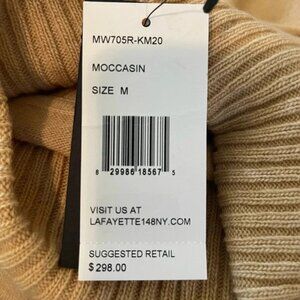 MW705R-KM20
MOCCASIN
SIZE M
8 29986 18567 5
VISIT US AT
LAFAYETTE148NY.COM
SUGGESTED RETAIL
$ 298.00